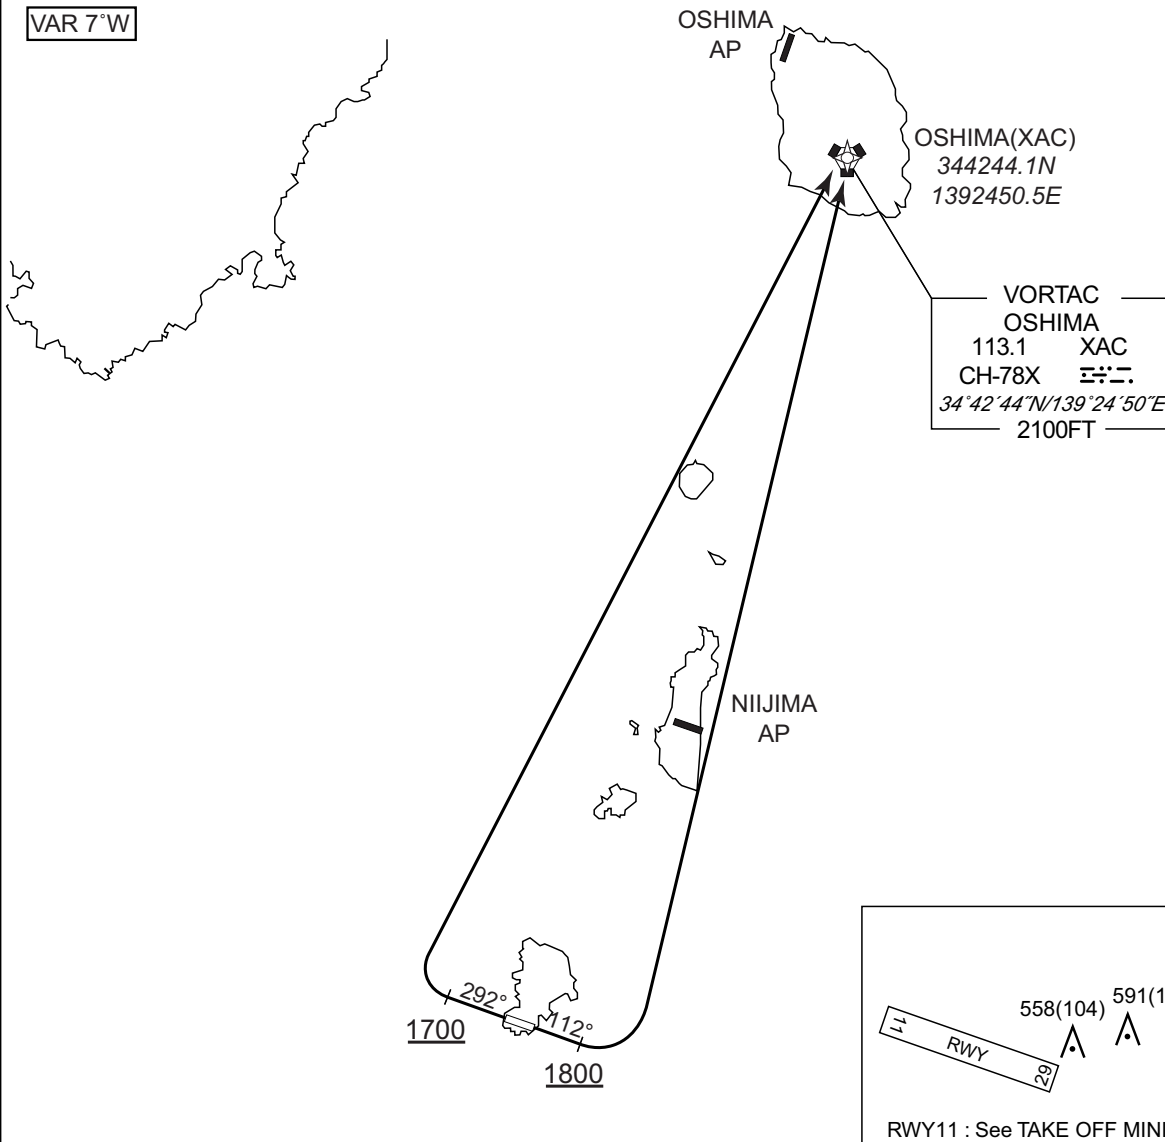 VAR 7°W
OSHIMA
AP
OSHIMA(XAC)
344244.1N
1392450.5E
VORTAC
OSHIMA
113.1 XAC
CH-78X
34°42´44˝N/139°24´50˝E
2100FT
NIIJIMA
AP
292°
112°
1700
1800
558(104)
591(1
11
RWY
29
RWY11 : See TAKE OFF